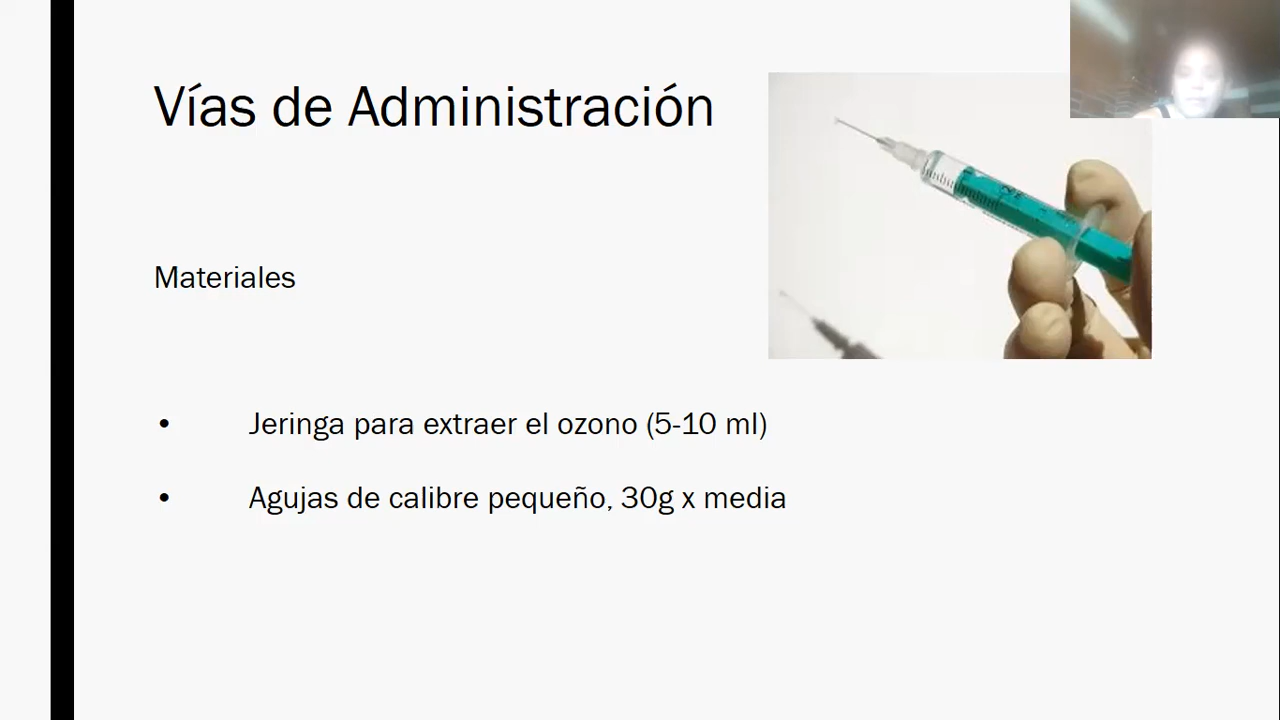 Vías de Administración
Materiales
• Jeringa para extraer el ozono (5-10 ml)
• Agujas de calibre pequeño, 30g x media